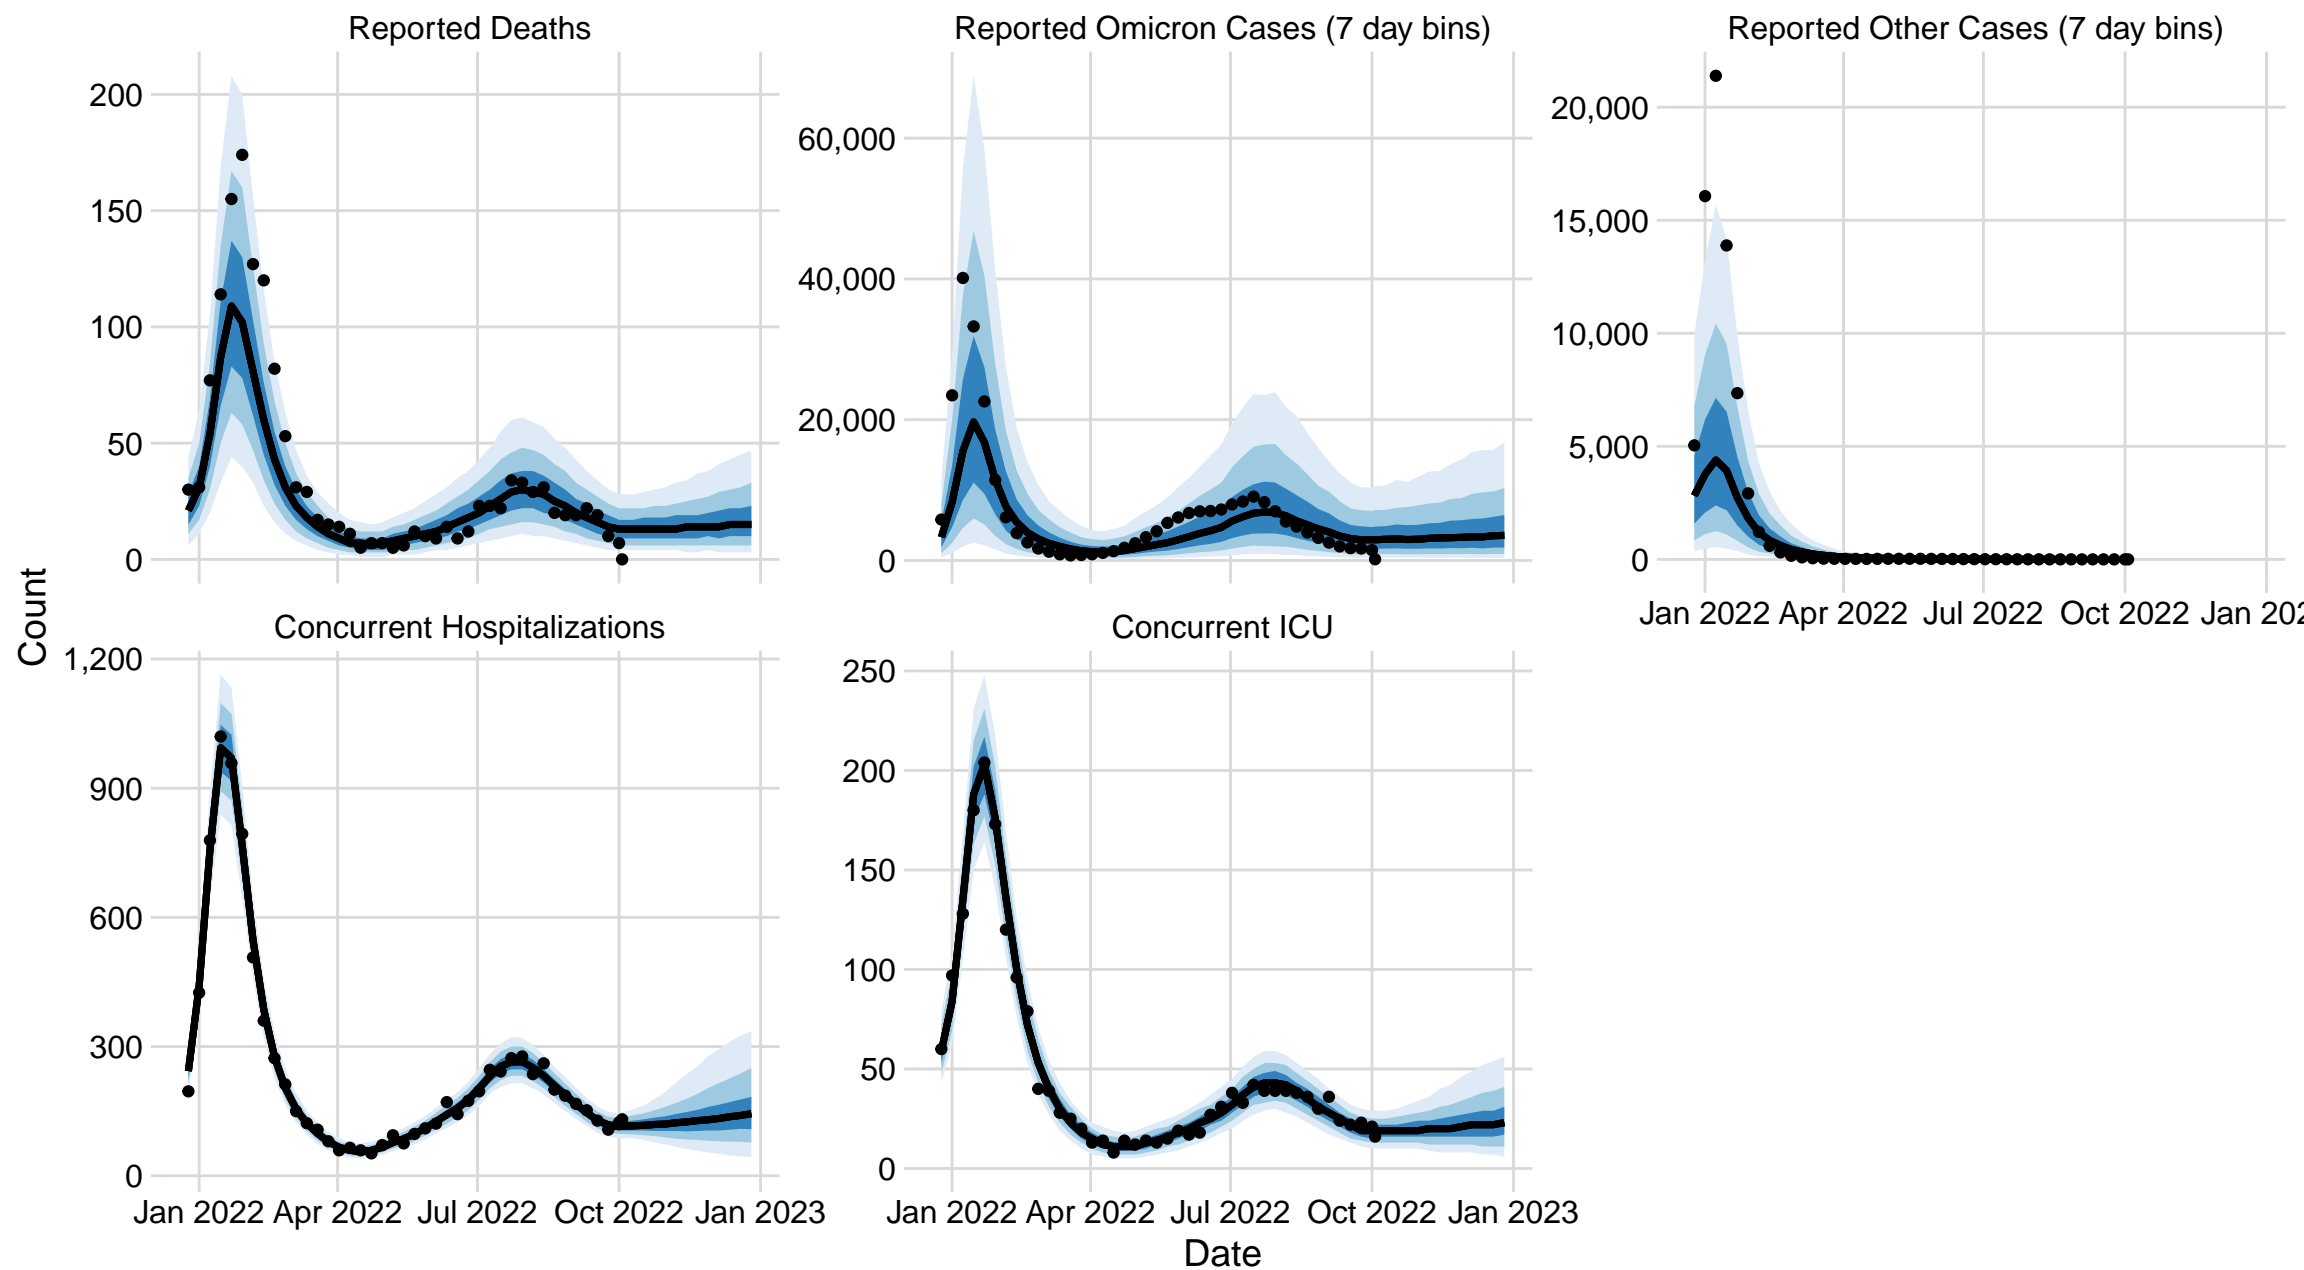 Reported Deaths
Reported Omicron Cases (7 day bins)
Reported Other Cases (7 day bins)
200
150
100
50
0
60,000
40,000
20,000
0
20,000
15,000
10,000
5,000
0
Jan 2022 Apr 2022 Jul 2022 Oct 2022 Jan 202
Count
Concurrent Hospitalizations
Concurrent ICU
1,200
900
600
300
0
250
200
150
100
50
0
Jan 2022 Apr 2022 Jul 2022 Oct 2022 Jan 2023
Jan 2022 Apr 2022 Jul 2022 Oct 2022 Jan 2023
Date